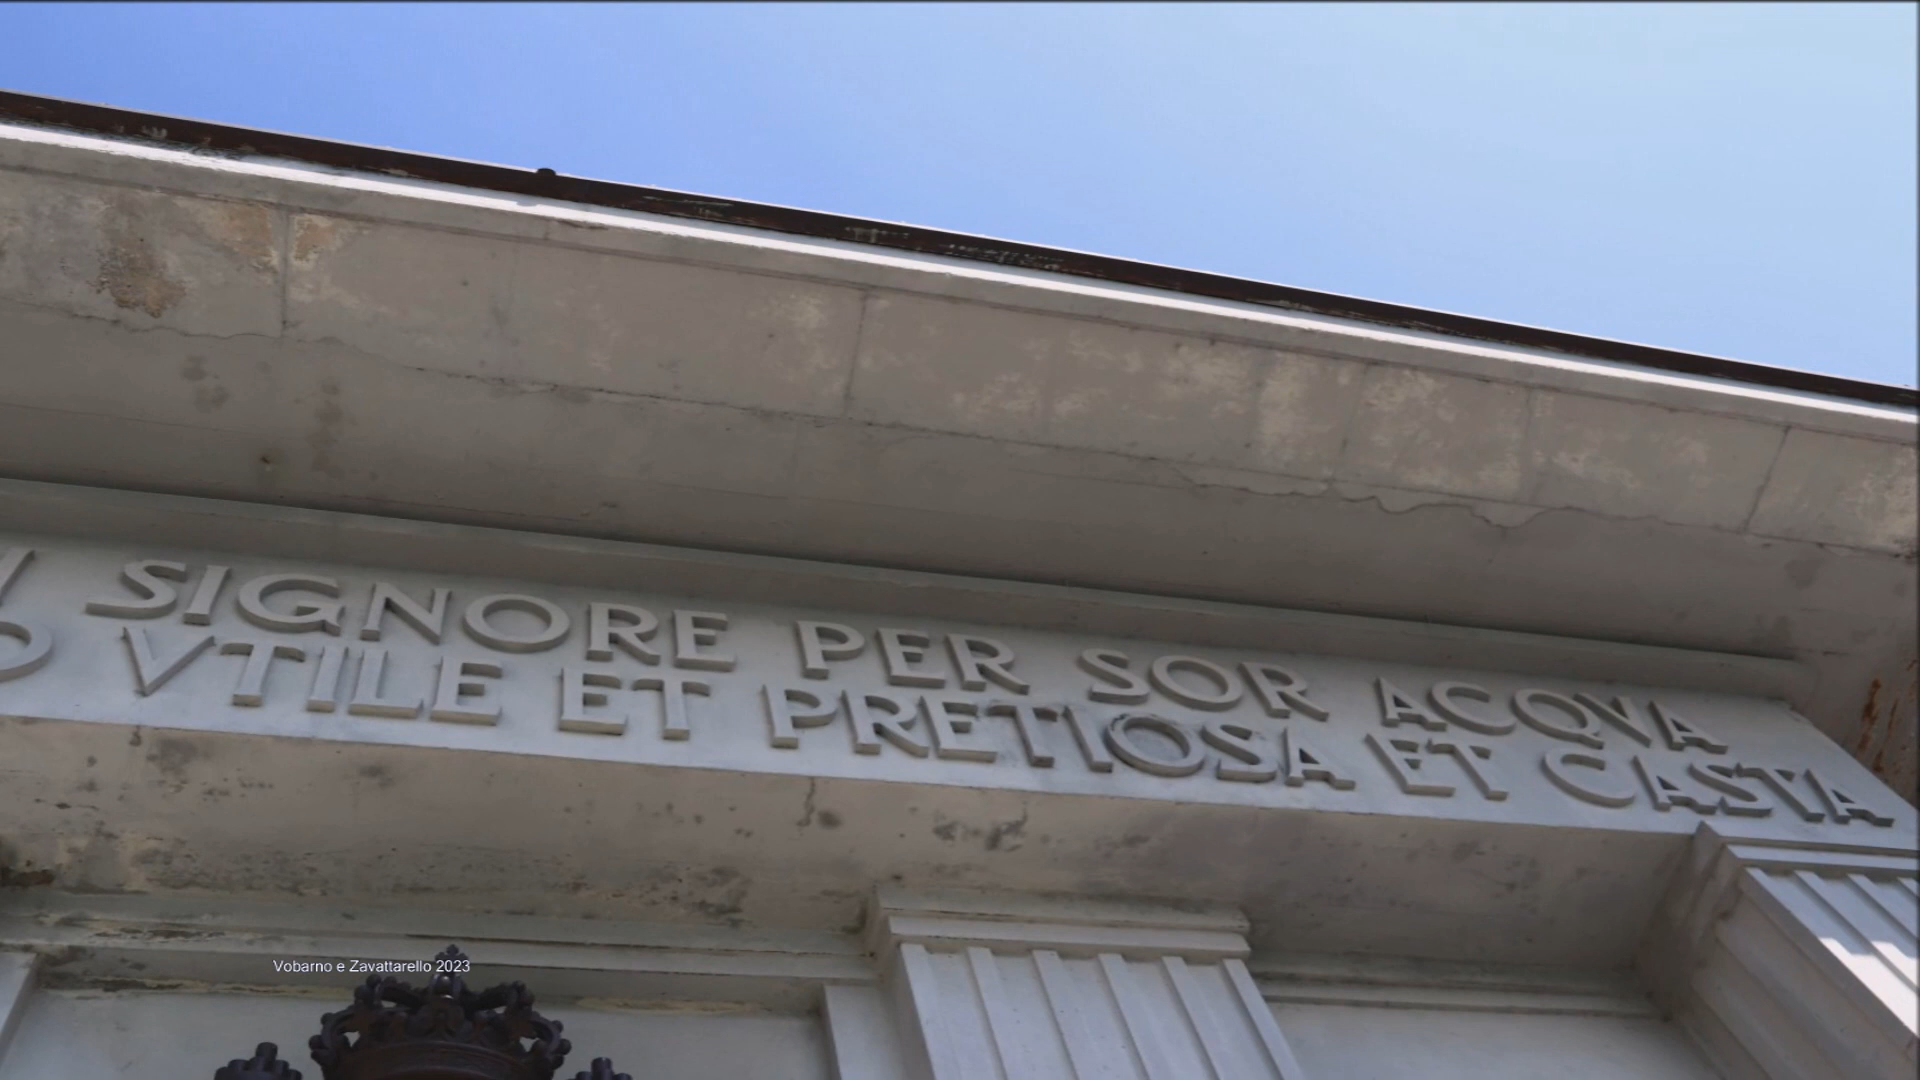 SIGNORE PER SOR ACQVA
VTILE ET PRETIOSA ET CASTA
Vobarno e Zavattarello 2023